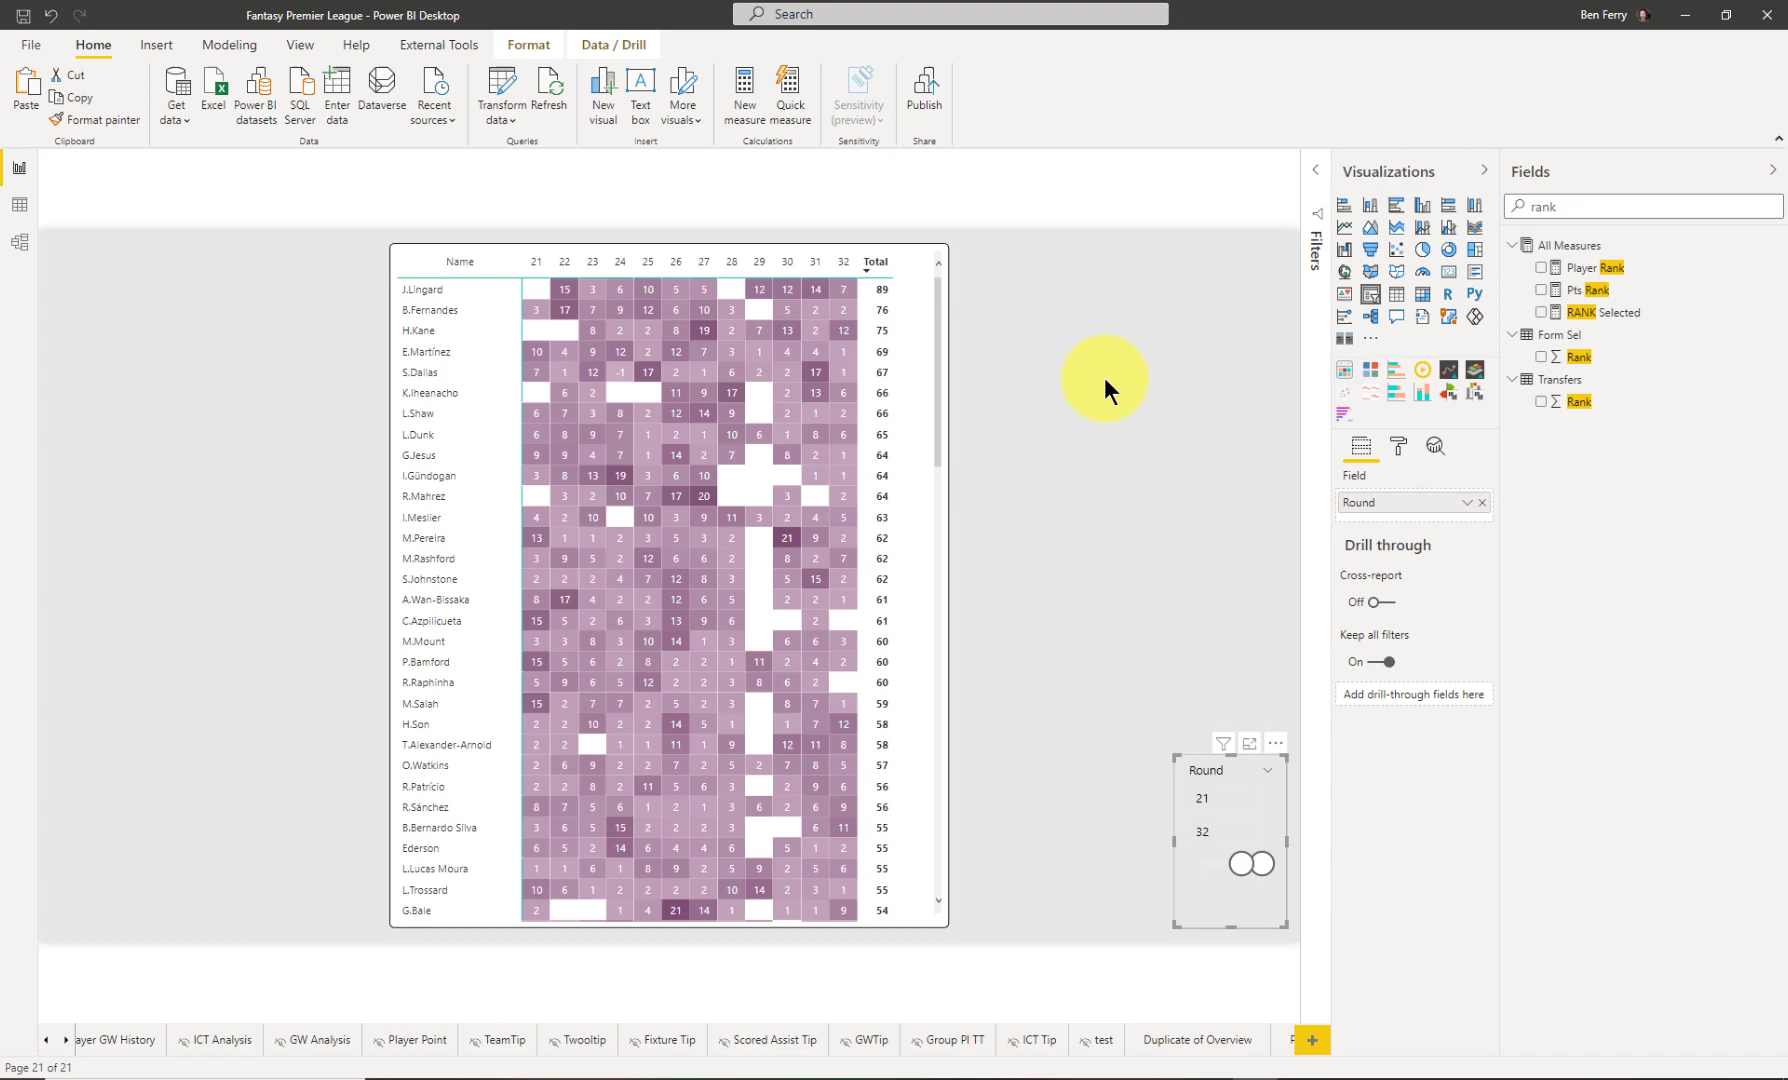 Fantasy Premier League - Power BI Desktop
Search
Ben Ferry
File Home Insert Modeling View Help External Tools Format Data / Drill
Paste
Cut
Copy
Format painter
Clipboard
Get data
Excel
Power BI datasets
SQL Server
Enter data
Dataverse
Recent sources
Data
Transform data
Refresh
Queries
New visual
Text box
More visuals
Insert
New measure
Quick measure
Calculations
Sensitivity (preview)
Sensitivity
Publish
Share
Name 21 22 23 24 25 26 27 28 29 30 31 32 Total
J.Lingard 15 3 6 10 5 5 12 12 14 7 89
B.Fernandes 3 17 7 9 12 6 10 3 5 2 2 76
H.Kane 8 2 2 8 19 2 7 13 2 12 75
E.Martínez 10 4 9 12 2 12 7 3 1 4 4 1 69
S.Dallas 7 1 12 -1 17 2 1 6 2 2 17 1 67
K.Iheanacho 6 2 11 9 17 2 13 6 66
L.Shaw 6 7 3 8 2 12 14 9 2 1 2 66
L.Dunk 6 8 9 7 1 2 1 10 6 1 8 6 65
G.Jesus 9 9 4 7 1 14 2 7 8 2 1 64
I.Gündogan 3 8 13 19 3 6 10 1 1 64
R.Mahrez 3 2 10 7 17 20 3 2 64
I.Meslier 4 2 10 10 3 9 11 3 2 4 5 63
M.Pereira 13 1 1 2 3 5 3 2 21 9 2 62
M.Rashford 3 9 5 2 12 6 6 2 8 2 7 62
S.Johnstone 2 2 2 4 7 12 8 3 5 15 2 62
A.Wan-Bissaka 8 17 4 2 2 12 6 5 2 2 1 61
C.Azpilicueta 15 5 2 6 3 13 9 6 2 61
M.Mount 3 3 8 3 10 14 1 3 6 6 3 60
P.Bamford 15 5 6 2 8 2 2 1 11 2 4 2 60
R.Raphinha 5 9 6 5 12 2 2 3 8 6 2 60
M.Salah 15 2 7 7 2 5 2 3 8 7 1 59
H.Son 2 2 10 2 2 14 5 1 1 7 12 58
T.Alexander-Arnold 2 2 1 1 11 1 9 12 11 8 58
O.Watkins 2 6 9 2 2 7 2 5 2 7 8 5 57
R.Patrício 2 2 8 2 11 5 6 3 2 9 6 56
R.Sánchez 8 7 5 6 1 2 1 3 6 2 6 9 56
B.Bernardo Silva 3 6 5 15 2 2 2 3 6 11 55
Ederson 6 5 2 14 6 4 4 6 5 1 2 55
L.Lucas Moura 1 1 6 1 8 9 2 5 9 2 5 6 55
L.Trossard 10 6 1 2 2 2 2 10 14 2 3 1 55
G.Bale 2 1 4 21 14 1 1 1 9 54
Round
21
32
Filters
Visualizations
R Py
Field
Round
Drill through
Cross-report
Off
Keep all filters
On
Add drill-through fields here
Fields
rank
All Measures
Player Rank
Pts Rank
RANK Selected
Form Sel
Rank
Transfers
Rank
ayer GW History ICT Analysis GW Analysis Player Point TeamTip Twooltip Fixture Tip Scored Assist Tip GWTip Group PI TT ICT Tip test Duplicate of Overview
Page 21 of 21